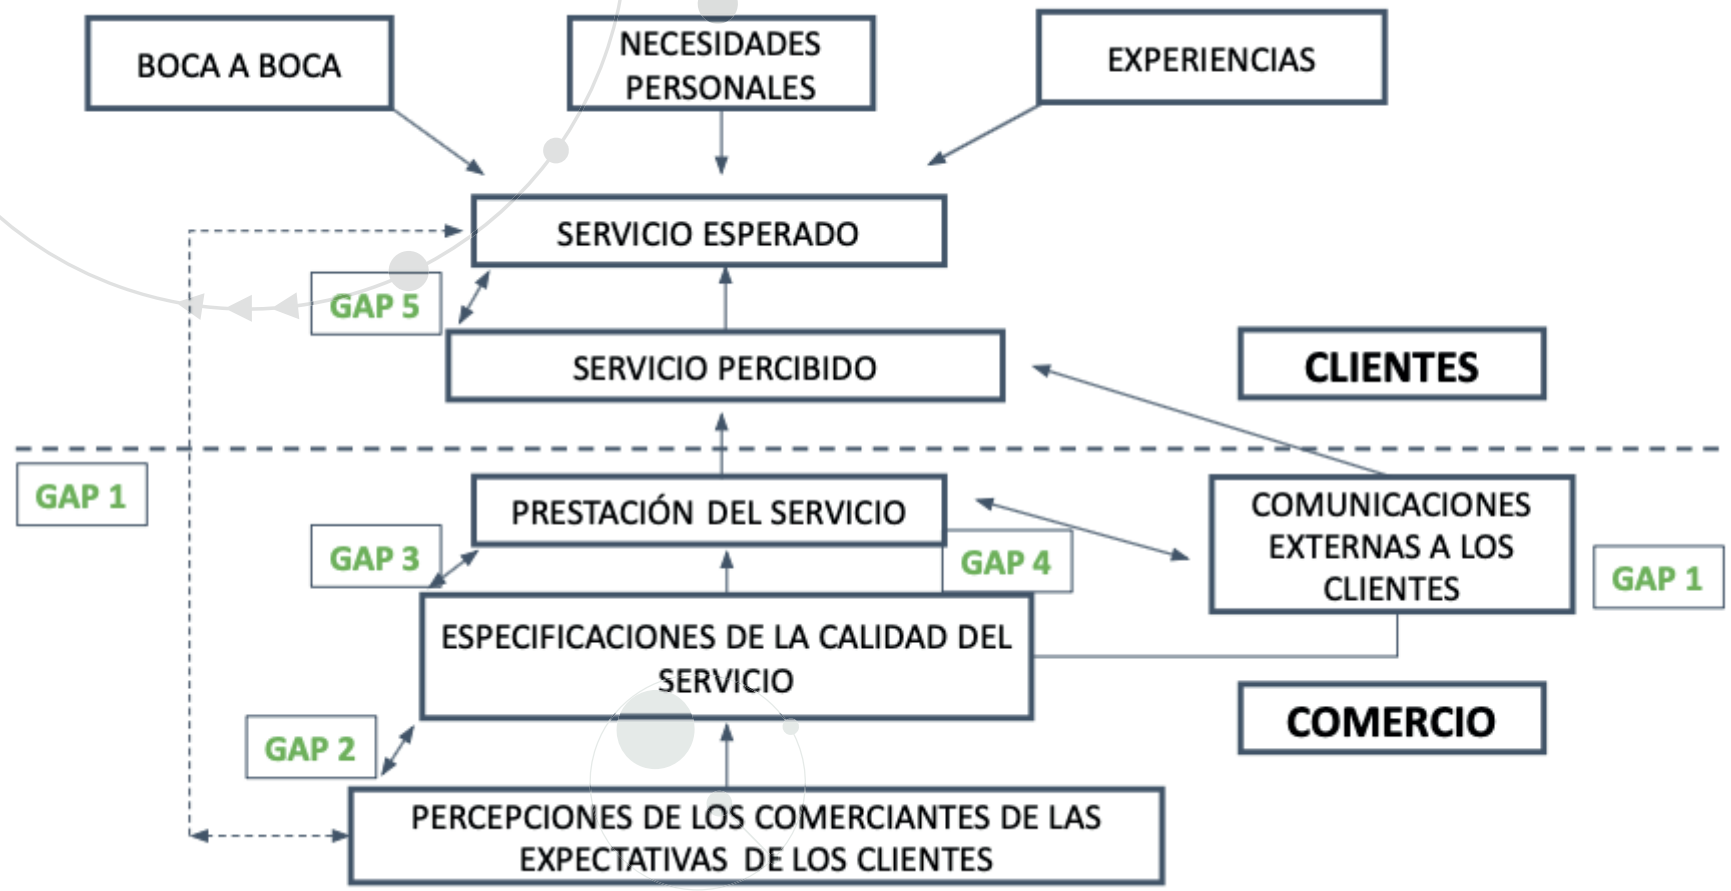 BOCA A BOCA
NECESIDADES
PERSONALES
EXPERIENCIAS
SERVICIO ESPERADO
GAP 5
SERVICIO PERCIBIDO
CLIENTES
GAP 1
PRESTACIÓN DEL SERVICIO
COMUNICACIONES
EXTERNAS A LOS
CLIENTES
GAP 3
GAP 4
GAP 1
ESPECIFICACIONES DE LA CALIDAD DEL
SERVICIO
COMERCIO
GAP 2
PERCEPCIONES DE LOS COMERCIANTES DE LAS
EXPECTATIVAS DE LOS CLIENTES